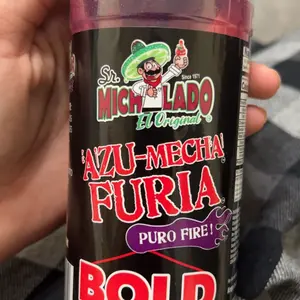 Sr.
Since 1971
MICHELADO
El Original
AZU-MECHA
FURIA
PURO FIRE!
BOLD